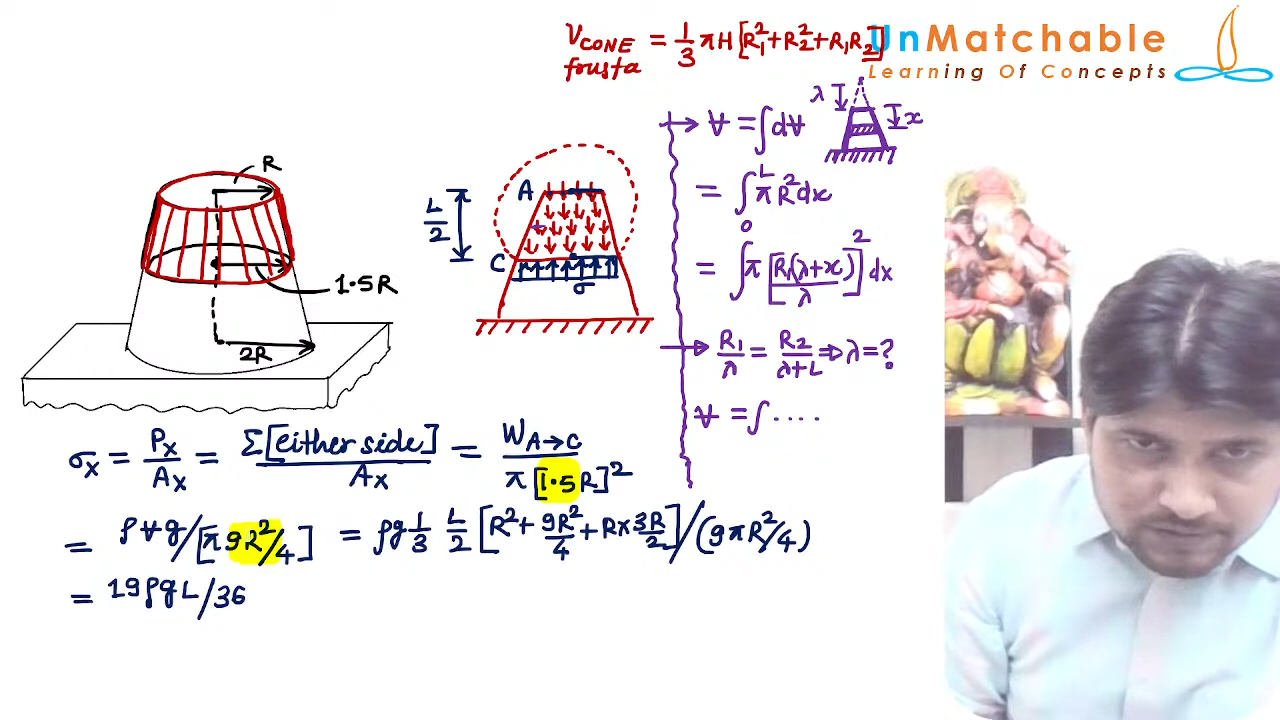 V_CONE frusta = 1/3 πH [R₁²+R₂²+R₁R₂]
UnMatchable
Learning Of Concepts
R
1.5R
2R
L/2
A
C
σ
λ
x
→ V = ∫dV
= ∫₀ᴸ πR²dx
= ∫π [R₁(λ+x)/λ]² dx
→ R₁/λ = R₂/(λ+L) ⇒ λ=?
V = ∫....
σₓ = Pₓ/Aₓ = Σ[either side]/Aₓ = W_A→C / π[1.5R]²
= ρVg/[π9R²/4] = ρg 1/3 L/2 [R²+9R²/4+R×3R/2]/(9πR²/4)
= 19ρgL/36